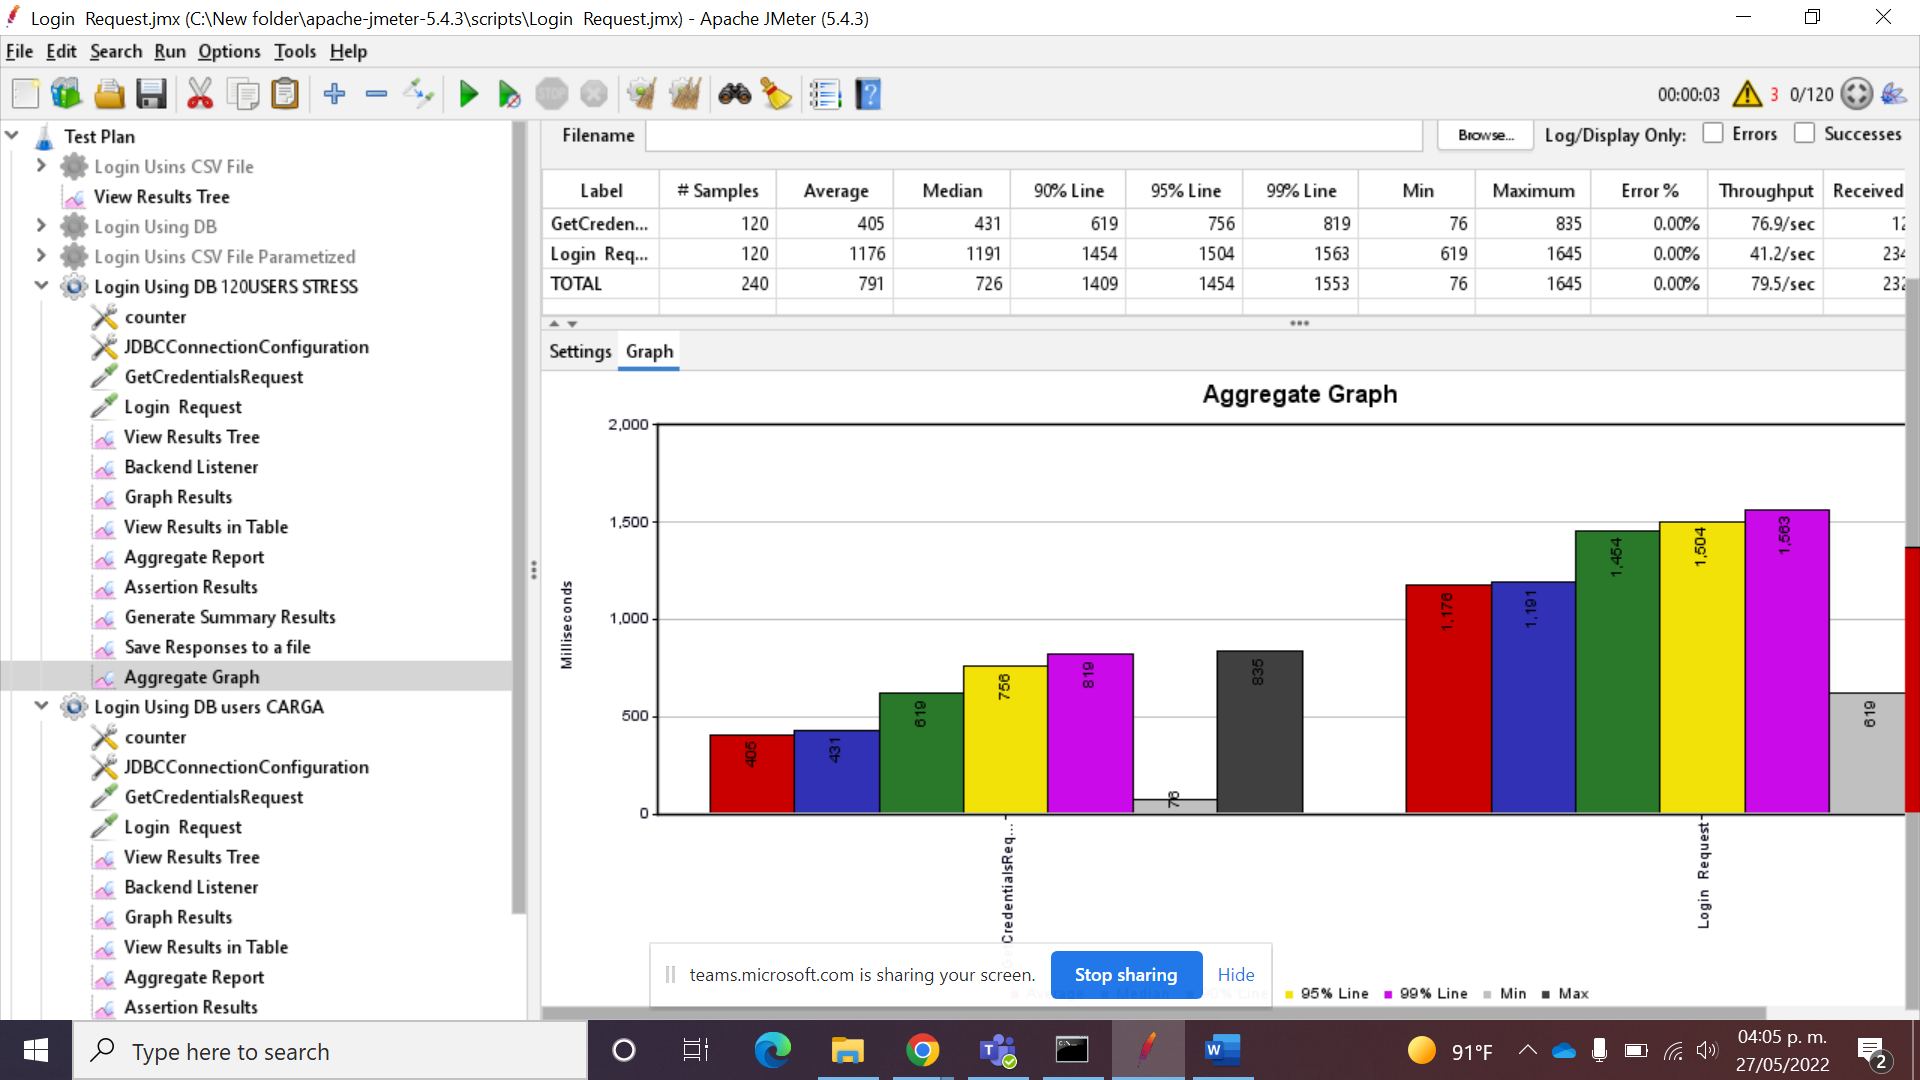 Login  Request.jmx (C:\New folder\apache-jmeter-5.4.3\scripts\Login  Request.jmx) - Apache JMeter (5.4.3)
File Edit Search Run Options Tools Help
STOP
00:00:03 3 0/120
Test Plan
Login Usins CSV File
View Results Tree
Login Using DB
Login Usins CSV File Parametized
Login Using DB 120USERS STRESS
counter
JDBCConnectionConfiguration
GetCredentialsRequest
Login  Request
View Results Tree
Backend Listener
Graph Results
View Results in Table
Aggregate Report
Assertion Results
Generate Summary Results
Save Responses to a file
Aggregate Graph
Login Using DB users CARGA
counter
JDBCConnectionConfiguration
GetCredentialsRequest
Login  Request
View Results Tree
Backend Listener
Graph Results
View Results in Table
Aggregate Report
Assertion Results
Filename Browse... Log/Display Only: Errors Successes
Label # Samples Average Median 90% Line 95% Line 99% Line Min Maximum Error % Throughput Received
GetCreden... 120 405 431 619 756 819 76 835 0.00% 76.9/sec 12
Login  Req... 120 1176 1191 1454 1504 1563 619 1645 0.00% 41.2/sec 234
TOTAL 240 791 726 1409 1454 1553 76 1645 0.00% 79.5/sec 232
Settings Graph
Aggregate Graph
Milliseconds
2,000
1,500
1,000
500
0
405 431 619 756 819 76 835
1,176 1,191 1,454 1,504 1,563 619
CredentialsReq...
Login  Request
95% Line 99% Line Min Max
teams.microsoft.com is sharing your screen. Stop sharing Hide
Type here to search
91°F
04:05 p. m.
27/05/2022
2